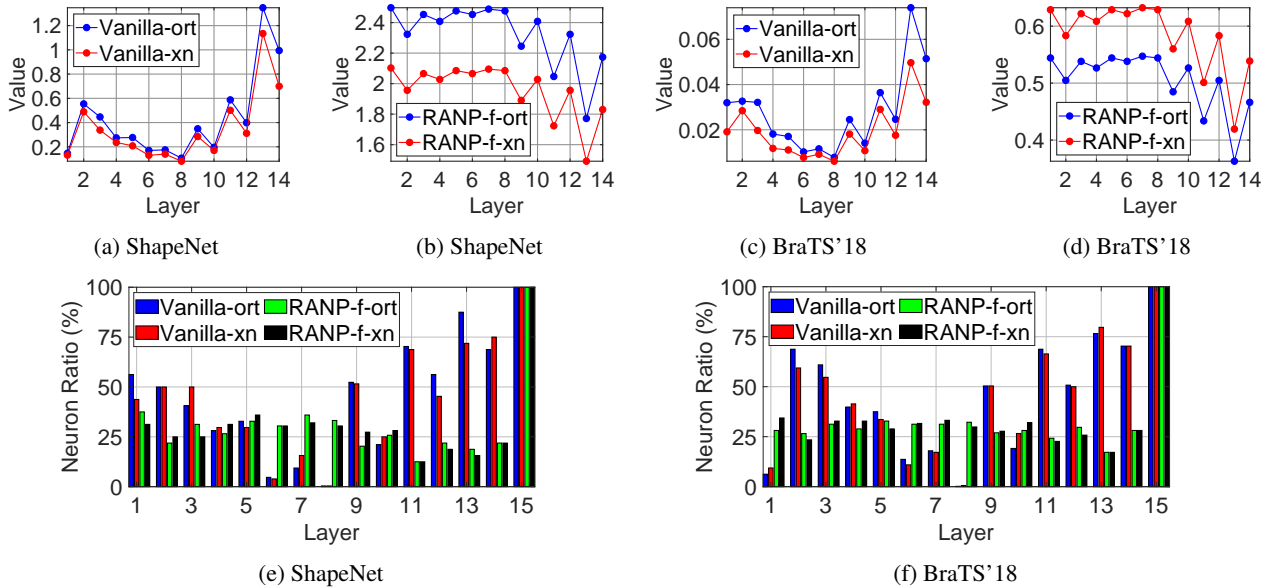 1.2
1
0.8
0.6
0.4
0.2
Value
Vanilla-ort
Vanilla-xn
2 4 6 8 10 12 14
Layer
(a) ShapeNet
2.4
2.2
2
1.8
1.6
Value
RANP-f-ort
RANP-f-xn
2 4 6 8 10 12 14
Layer
(b) ShapeNet
0.06
0.04
0.02
Value
Vanilla-ort
Vanilla-xn
2 4 6 8 10 12 14
Layer
(c) BraTS’18
0.6
0.5
0.4
Value
RANP-f-ort
RANP-f-xn
2 4 6 8 10 12 14
Layer
(d) BraTS’18
100
75
50
25
0
Neuron Ratio (%)
Vanilla-ort RANP-f-ort
Vanilla-xn RANP-f-xn
1 3 5 7 9 11 13 15
Layer
(e) ShapeNet
100
75
50
25
0
Neuron Ratio (%)
Vanilla-ort RANP-f-ort
Vanilla-xn RANP-f-xn
1 3 5 7 9 11 13 15
Layer
(f) BraTS’18